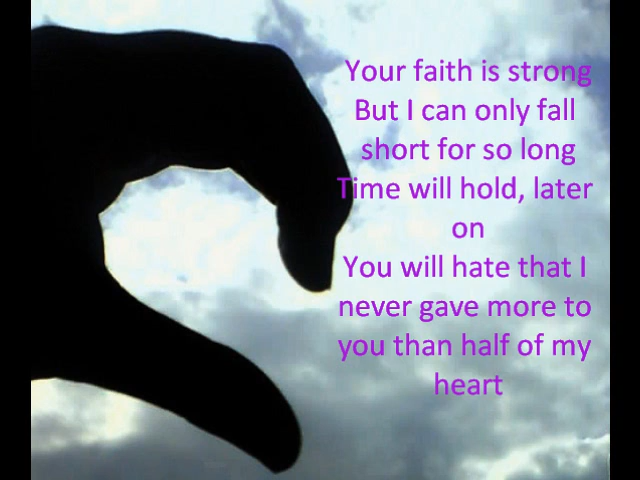 Your faith is strong
But I can only fall
short for so long
Time will hold, later
on
You will hate that I
never gave more to
you than half of my
heart